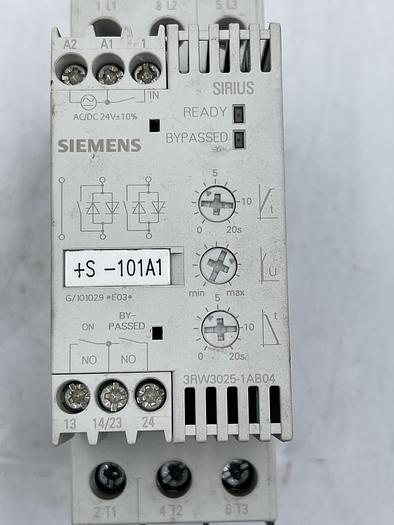 1 L1 3 L2 5 L3
A2 A1 1
IN
AC/DC 24V±10%
SIRIUS
READY
BYPASSED
SIEMENS
5
10
0 20s
t
+S -101A1
U
min max
G/101029 *E03*
ON BY-
PASSED
5
10
0 20s
t
NO NO
3RW3025-1AB04
13 14/23 24
2 T1 4 T2 6 T3